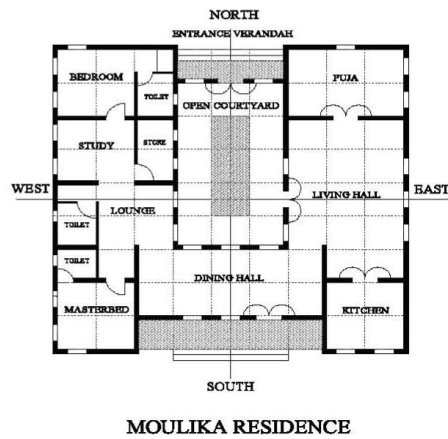 NORTH
ENTRANCE VERANDAH
BEDROOM
TOILET
OPEN COURTYARD
PUJA
STUDY
STORE
WEST
LIVING HALL
EAST
LOUNGE
TOILET
TOILET
DINING HALL
MASTERBED
KITCHEN
SOUTH
MOULIKA RESIDENCE